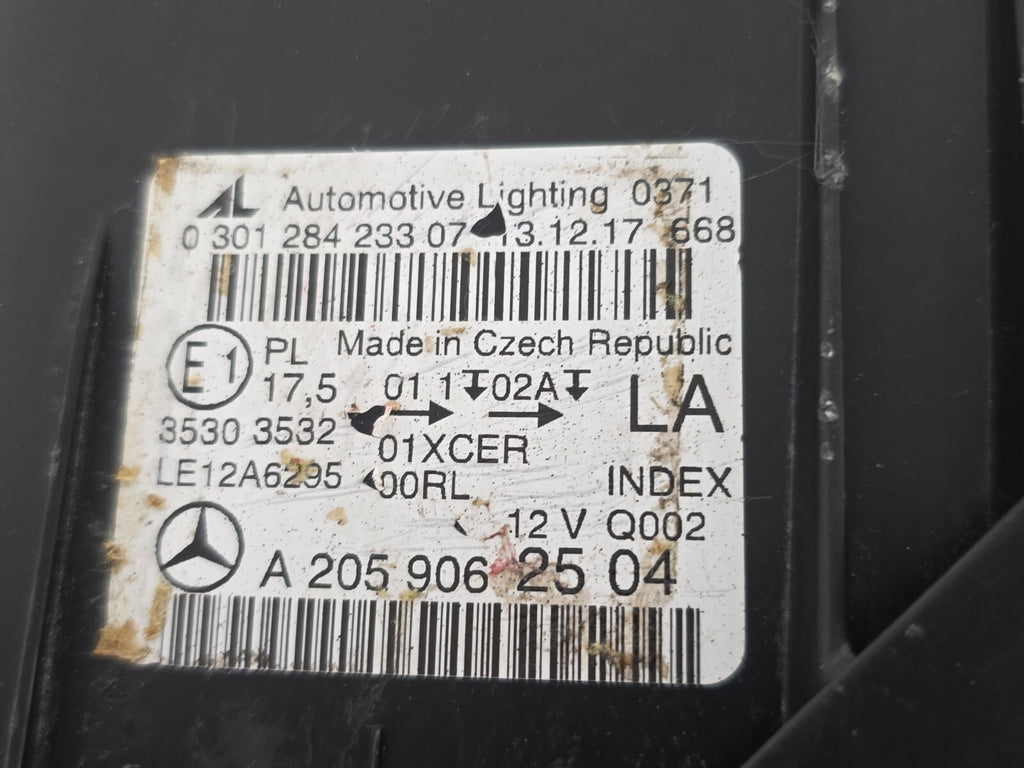 AL Automotive Lighting 0371
0 301 284 233 07 13.12.17 668
E1 PL Made in Czech Republic
17,5 01 1 02A LA
3530 3532 01XCER
LE12A6295 00RL INDEX
12 V Q002
A 205 906 25 04